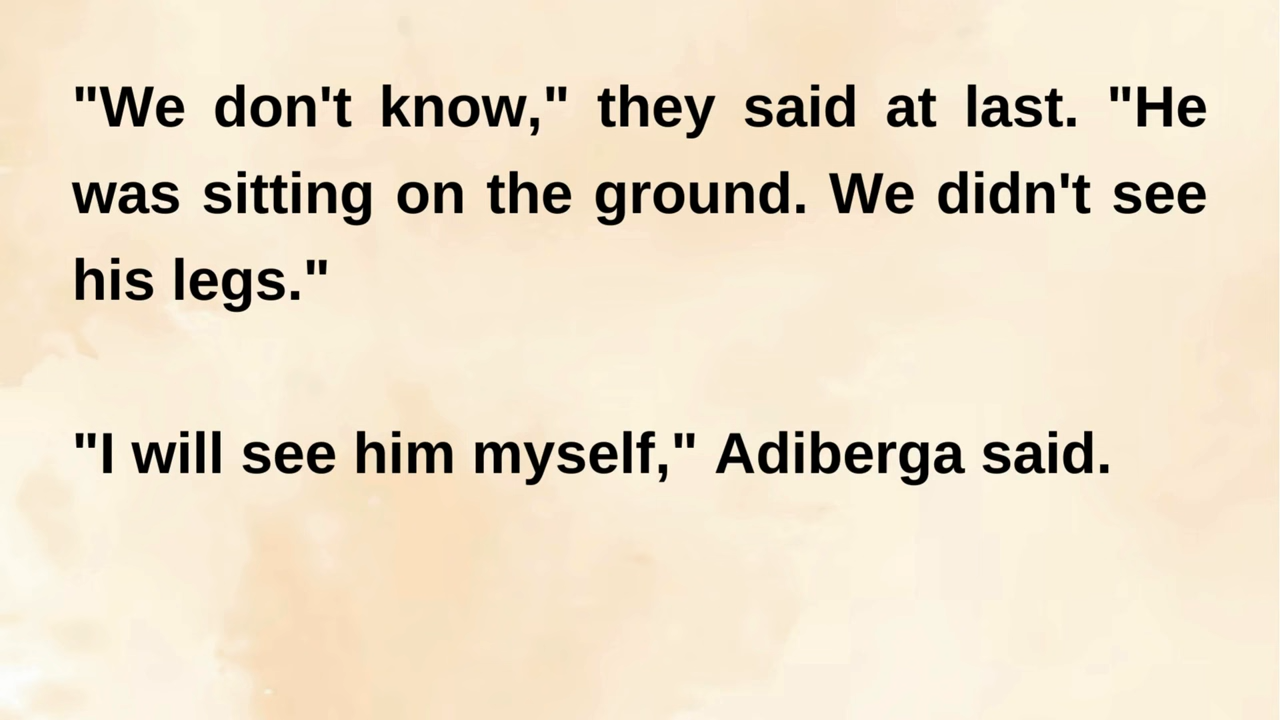 "We don't know," they said at last. "He
was sitting on the ground. We didn't see
his legs."
"I will see him myself," Adiberga said.